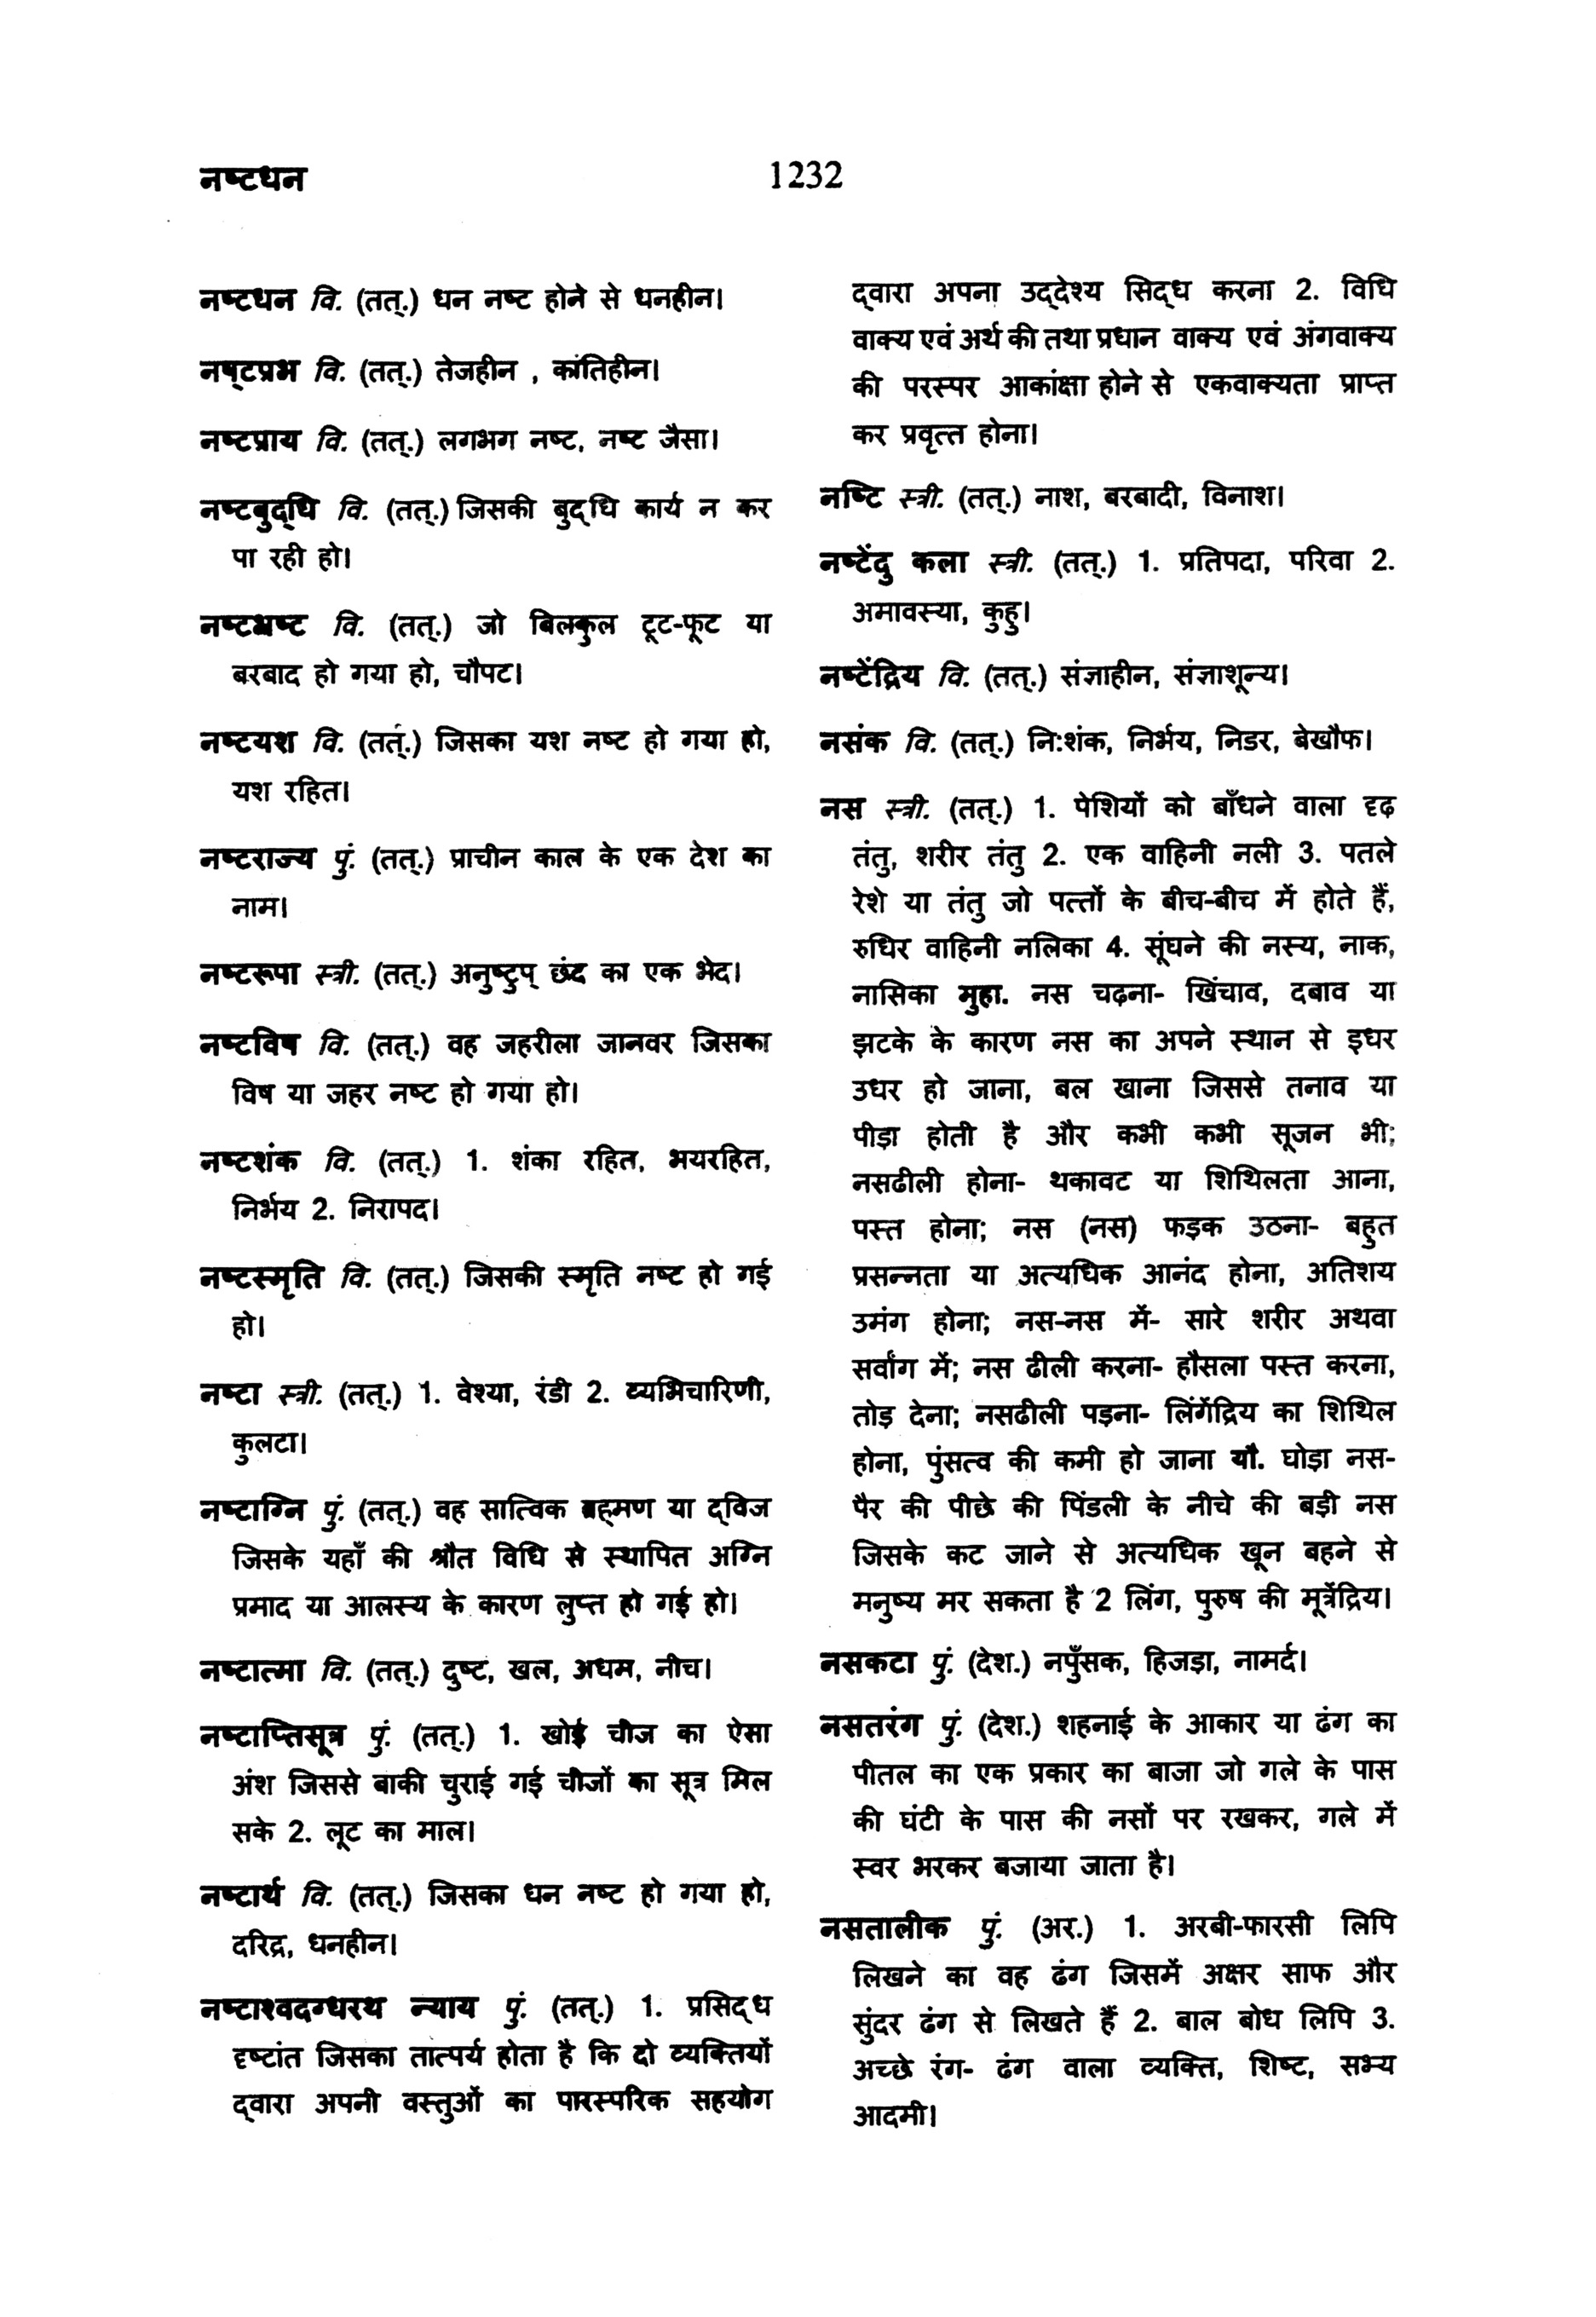 नष्टधन
1232
नष्टधन वि. (तत्.) धन नष्ट होने से धनहीन।
नष्टप्रभ वि. (तत्.) तेजहीन , कांतिहीन।
नष्टप्राय वि. (तत्.) लगभग नष्ट, नष्ट जैसा।
नष्टबुद्‌धि वि. (तत्.) जिसकी बुद्‌धि कार्य न कर
पा रही हो।
नष्टभ्रष्ट वि. (तत्.) जो बिलकुल टूट-फूट या
बरबाद हो गया हो, चौपट।
नष्टयश वि. (तत्.) जिसका यश नष्ट हो गया हो,
यश रहित।
नष्टराज्य पुं. (तत्.) प्राचीन काल के एक देश का
नाम।
नष्टरूपा स्त्री. (तत्.) अनुष्टुप् छंद का एक भेद।
नष्टविष वि. (तत्.) वह जहरीला जानवर जिसका
विष या जहर नष्ट हो गया हो।
नष्टशंक वि. (तत्.) 1. शंका रहित, भयरहित,
निर्भय 2. निरापद।
नष्टस्मृति वि. (तत्.) जिसकी स्मृति नष्ट हो गई
हो।
नष्टा स्त्री. (तत्.) 1. वेश्या, रंडी 2. व्यभिचारिणी,
कुलटा।
नष्टाग्नि पुं. (तत्.) वह सात्विक ब्रह्‌मण या द्‌विज
जिसके यहाँ की श्रौत विधि से स्थापित अग्नि
प्रमाद या आलस्य के कारण लुप्त हो गई हो।
नष्टात्मा वि. (तत्.) दुष्ट, खल, अधम, नीच।
नष्टाप्तिसूत्र पुं. (तत्.) 1. खोई चीज का ऐसा
अंश जिससे बाकी चुराई गई चीजों का सूत्र मिल
सके 2. लूट का माल।
नष्टार्थ वि. (तत्.) जिसका धन नष्ट हो गया हो,
दरिद्र, धनहीन।
नष्टाश्वदग्धरथ न्याय पुं. (तत्.) 1. प्रसिद्‌ध
दृष्टांत जिसका तात्पर्य होता है कि दो व्यक्तियों
द्‌वारा अपनी वस्तुओं का पारस्परिक सहयोग
द्‌वारा अपना उद्‌देश्य सिद्‌ध करना 2. विधि
वाक्य एवं अर्थ की तथा प्रधान वाक्य एवं अंगवाक्य
की परस्पर आकांक्षा होने से एकवाक्यता प्राप्त
कर प्रवृत्त होना।
नष्टि स्त्री. (तत्.) नाश, बरबादी, विनाश।
नष्टेंदु कला स्त्री. (तत्.) 1. प्रतिपदा, परिवा 2.
अमावस्या, कुहु।
नष्टेंद्रिय वि. (तत्.) संज्ञाहीन, संज्ञाशून्य।
नसंक वि. (तत्.) नि:शंक, निर्भय, निडर, बेखौफ।
नस स्त्री. (तत्.) 1. पेशियों को बाँधने वाला दृढ़
तंतु, शरीर तंतु 2. एक वाहिनी नली 3. पतले
रेशे या तंतु जो पत्तों के बीच-बीच में होते हैं,
रुधिर वाहिनी नलिका 4. सूंघने की नस्य, नाक,
नासिका मुहा. नस चढ़ना- खिंचाव, दबाव या
झटके के कारण नस का अपने स्थान से इधर
उधर हो जाना, बल खाना जिससे तनाव या
पीड़ा होती है और कभी कभी सूजन भी;
नसढीली होना- थकावट या शिथिलता आना,
पस्त होना; नस (नस) फड़क उठना- बहुत
प्रसन्नता या अत्यधिक आनंद होना, अतिशय
उमंग होना; नस-नस में- सारे शरीर अथवा
सर्वांग में; नस ढीली करना- हौसला पस्त करना,
तोड़ देना; नसढीली पड़ना- लिंगेंद्रिय का शिथिल
होना, पुंसत्व की कमी हो जाना यौ. घोड़ा नस-
पैर की पीछे की पिंडली के नीचे की बड़ी नस
जिसके कट जाने से अत्यधिक खून बहने से
मनुष्य मर सकता है 2 लिंग, पुरुष की मूत्रेंद्रिय।
नसकटा पुं. (देश.) नपुँसक, हिजड़ा, नामर्द।
नसतरंग पुं. (देश.) शहनाई के आकार या ढंग का
पीतल का एक प्रकार का बाजा जो गले के पास
की घंटी के पास की नसों पर रखकर, गले में
स्वर भरकर बजाया जाता है।
नसतालीक पुं. (अर.) 1. अरबी-फारसी लिपि
लिखने का वह ढंग जिसमें अक्षर साफ और
सुंदर ढंग से लिखते हैं 2. बाल बोध लिपि 3.
अच्छे रंग- ढंग वाला व्यक्ति, शिष्ट, सभ्य
आदमी।